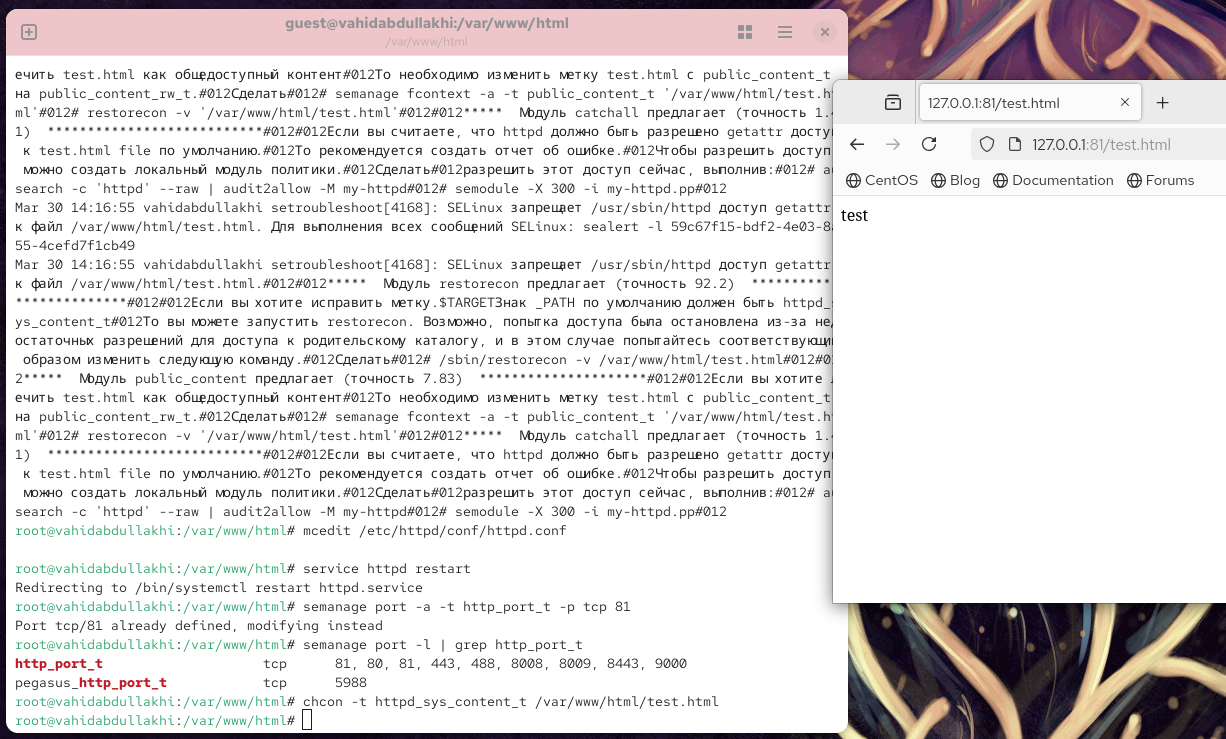 guest@vahidabdullakhi:/var/www/html
/var/www/html
ечить test.html как общедоступный контент#012То необходимо изменить метку test.html с public_content_t
на public_rw_t.#012Сделать#012# semanage fcontext -a -t public_content_t '/var/www/html/test.ht
ml'#012# restorecon -v '/var/www/html/test.html'#012#012***** Модуль catchall предлагает (точность 1.4
1) **************************#012#012Если вы считаете, что httpd должно быть разрешено getattr досту
к test.html file по умолчанию.#012То рекомендуется создать отчет об ошибке.#012Чтобы разрешить доступ
можно создать локальный модуль политики.#012Сделать#012разрешить этот доступ сейчас, выполнив:#012# au
search -c 'httpd' --raw | audit2allow -M my-httpd#012# semodule -X 300 -i my-httpd.pp#012
Mar 30 14:16:55 vahidabdullakhi setroubleshoot[4168]: SELinux запрещает /usr/sbin/httpd доступ getattr
к файл /var/www/html/test.html. Для выполнения всех сообщений SELinux: sealert -l 59c67f15-bdf2-4e03-8a
55-4cefd7f1cb49
Mar 30 14:16:55 vahidabdullakhi setroubleshoot[4168]: SELinux запрещает /usr/sbin/httpd доступ getattr
к файл /var/www/html/test.html.#012#012***** Модуль restorecon предлагает (точность 92.2) **********
**************#012#012Если вы хотите исправить метку.$TARGETЗнак _PATH по умолчанию должен быть httpd_s
ys_content_t#012То вы можете запустить restorecon. Возможно, попытка доступа была остановлена из-за нед
остаточных разрешений для доступа к родительскому каталогу, и в этом случае попытайтесь соответствующи
образом изменить следующую команду.#012Сделать#012# /sbin/restorecon -v /var/www/html/test.html#012#0
2***** Модуль public_content предлагает (точность 7.83) *********************#012#012Если вы хотите л
ечить test.html как общедоступный контент#012То необходимо изменить метку test.html с public_content_t
на public_content_rw_t.#012Сделать#012# semanage fcontext -a -t public_content_t '/var/www/html/test.ht
ml'#012# restorecon -v '/var/www/html/test.html'#012#012***** Модуль catchall предлагает (точность 1.4
1) **************************#012#012Если вы считаете, что httpd должно быть разрешено getattr досту
к test.html file по умолчанию.#012То рекомендуется создать отчет об ошибке.#012Чтобы разрешить доступ
можно создать локальный модуль политики.#012Сделать#012разрешить этот доступ сейчас, выполнив:#012# au
search -c 'httpd' --raw | audit2allow -M my-httpd#012# semodule -X 300 -i my-httpd.pp#012
root@vahidabdullakhi:/var/www/html# mcedit /etc/httpd/conf/httpd.conf
root@vahidabdullakhi:/var/www/html# service httpd restart
Redirecting to /bin/systemctl restart httpd.service
root@vahidabdullakhi:/var/www/html# semanage port -a -t http_port_t -p tcp 81
Port tcp/81 already defined, modifying instead
root@vahidabdullakhi:/var/www/html# semanage port -l | grep http_port_t
http_port_t tcp 81, 80, 81, 443, 488, 8008, 8009, 8443, 9000
pegasus_http_port_t tcp 5988
root@vahidabdullakhi:/var/www/html# chcon -t httpd_sys_content_t /var/www/html/test.html
root@vahidabdullakhi:/var/www/html#
127.0.0.1:81/test.html
127.0.0.1:81/test.html
CentOS Blog Documentation Forums
test